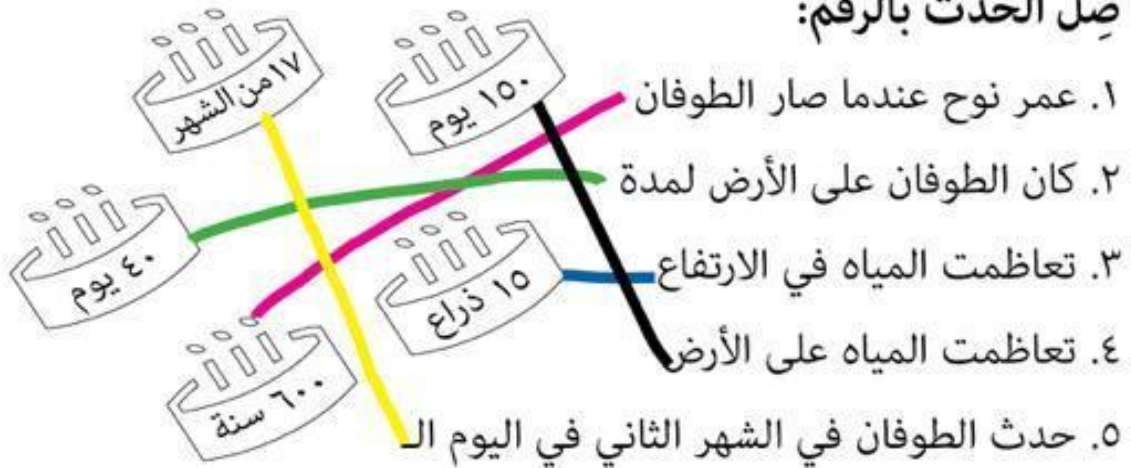 صِل الحدث بالرقم:
١. عمر نوح عندما صار الطوفان
٢. كان الطوفان على الأرض لمدة
٣. تعاظمت المياه في الارتفاع
٤. تعاظمت المياه على الأرض
٥. حدث الطوفان في الشهر الثاني في اليوم الـ
١٧ من الشهر
١٥٠ يوم
٤٠ يوم
١٥ ذراع
٦٠٠ سنة